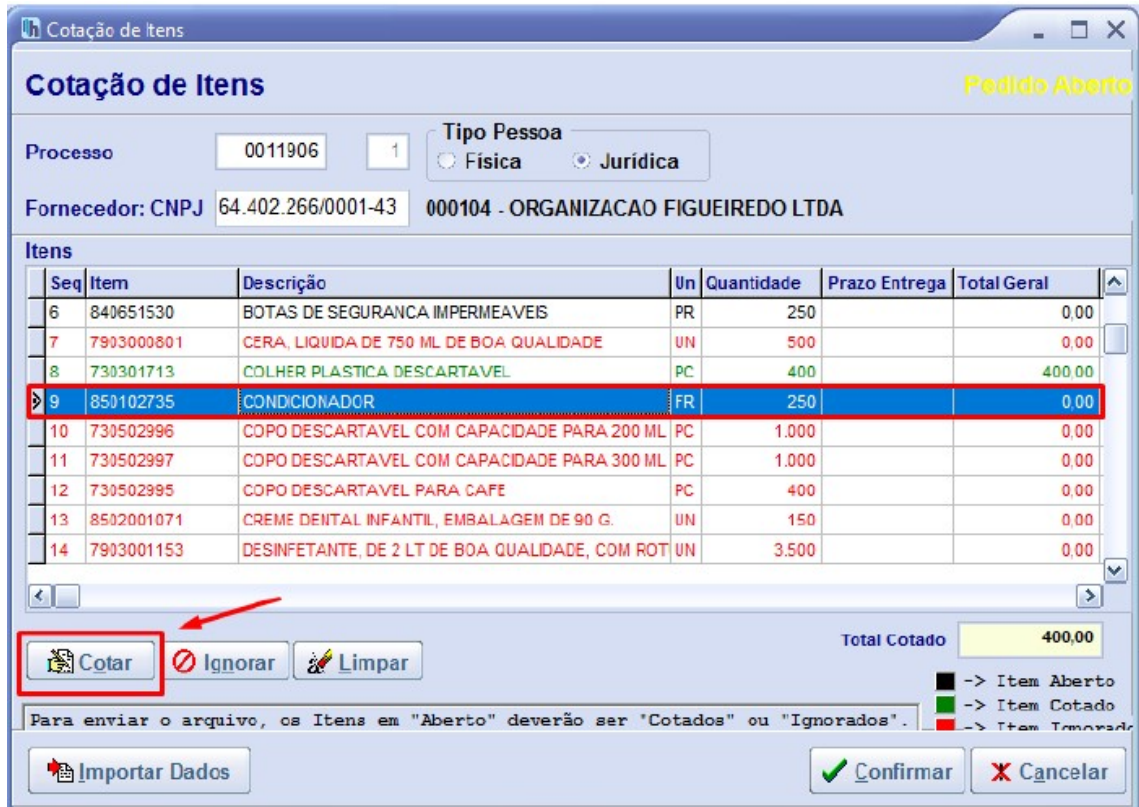 Cotação de Itens
Cotação de Itens Pedido Aberto
Tipo Pessoa
Processo 0011906 1 Física Jurídica
Fornecedor: CNPJ 64.402.266/0001-43 000104 - ORGANIZACAO FIGUEIREDO LTDA
Itens
Seq Item Descrição Un Quantidade Prazo Entrega Total Geral
6 840651530 BOTAS DE SEGURANCA IMPERMEAVEIS PR 250 0,00
7 7903000801 CERA, LIQUIDA DE 750 ML DE BOA QUALIDADE UN 500 0,00
8 730301713 COLHER PLASTICA DESCARTAVEL PC 400 400,00
9 850102735 CONDICIONADOR FR 250 0,00
10 730502996 COPO DESCARTAVEL COM CAPACIDADE PARA 200 ML PC 1.000 0,00
11 730502997 COPO DESCARTAVEL COM CAPACIDADE PARA 300 ML PC 1.000 0,00
12 730502995 COPO DESCARTAVEL PARA CAFE PC 400 0,00
13 8502001071 CREME DENTAL INFANTIL, EMBALAGEM DE 90 G. UN 150 0,00
14 7903001153 DESINFETANTE, DE 2 LT DE BOA QUALIDADE, COM ROT UN 3.500 0,00
Total Cotado 400,00
Cotar Ignorar Limpar
-> Item Aberto
-> Item Cotado
-> Item Ignorado
Para enviar o arquivo, os Itens em "Aberto" deverão ser "Cotados" ou "Ignorados".
Importar Dados Confirmar Cancelar